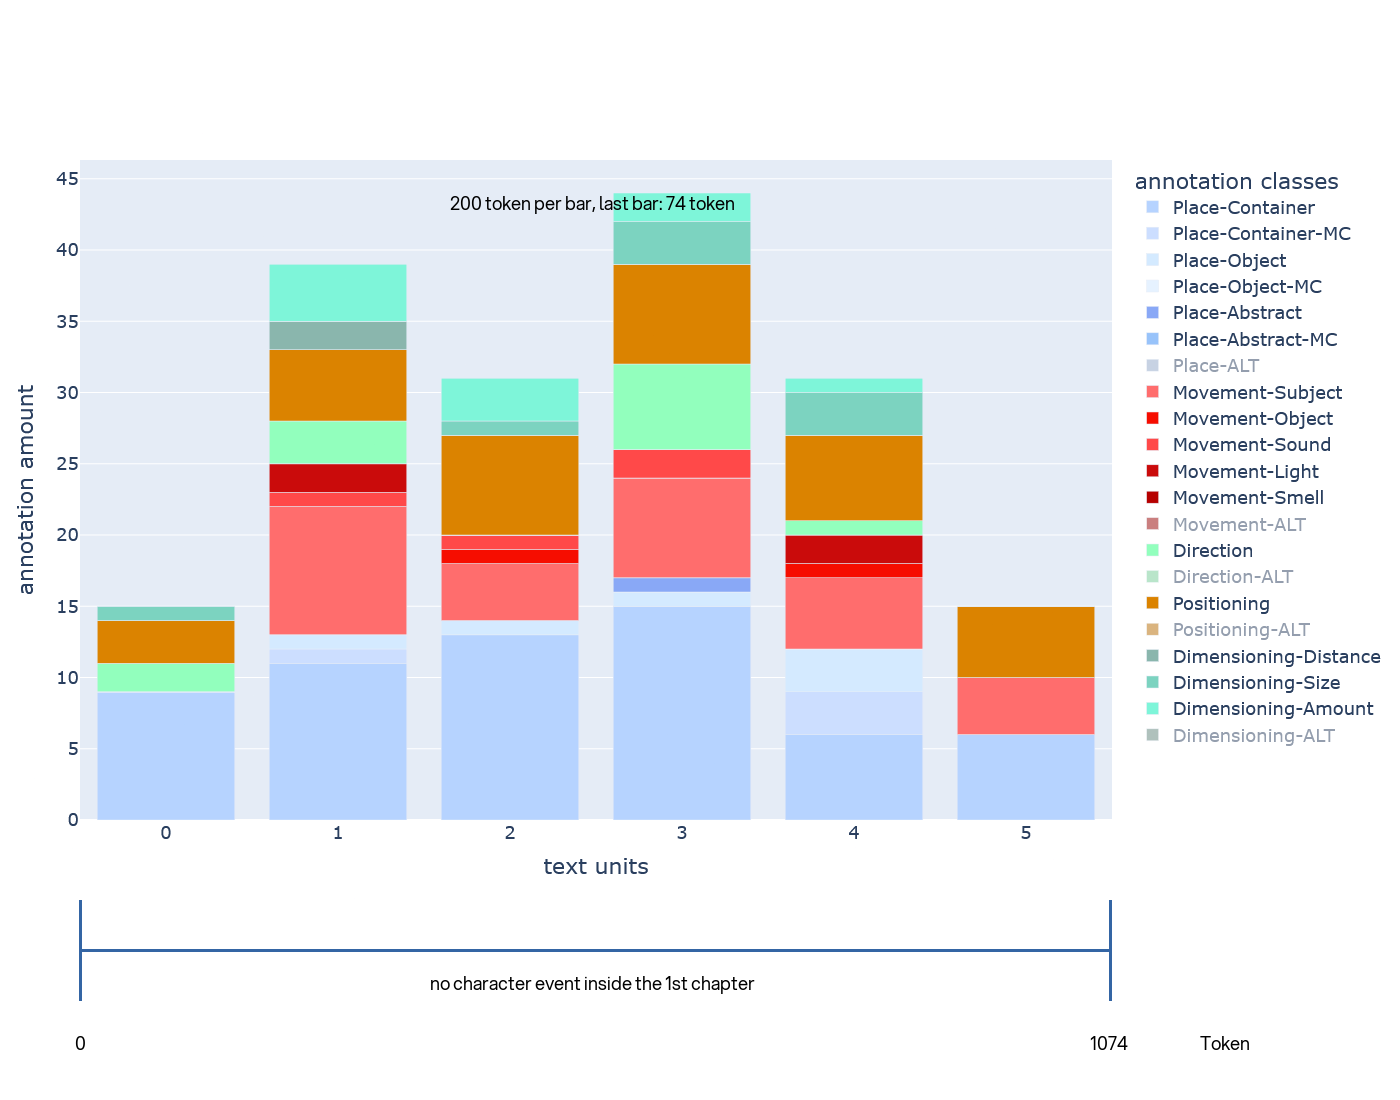 45
40
35
30
25
20
15
10
5
0
annotation amount
200 token per bar, last bar: 74 token
0 1 2 3 4 5
text units
annotation classes
Place-Container
Place-Container-MC
Place-Object
Place-Object-MC
Place-Abstract
Place-Abstract-MC
Place-ALT
Movement-Subject
Movement-Object
Movement-Sound
Movement-Light
Movement-Smell
Movement-ALT
Direction
Direction-ALT
Positioning
Positioning-ALT
Dimensioning-Distance
Dimensioning-Size
Dimensioning-Amount
Dimensioning-ALT
no character event inside the 1st chapter
0 1074 Token